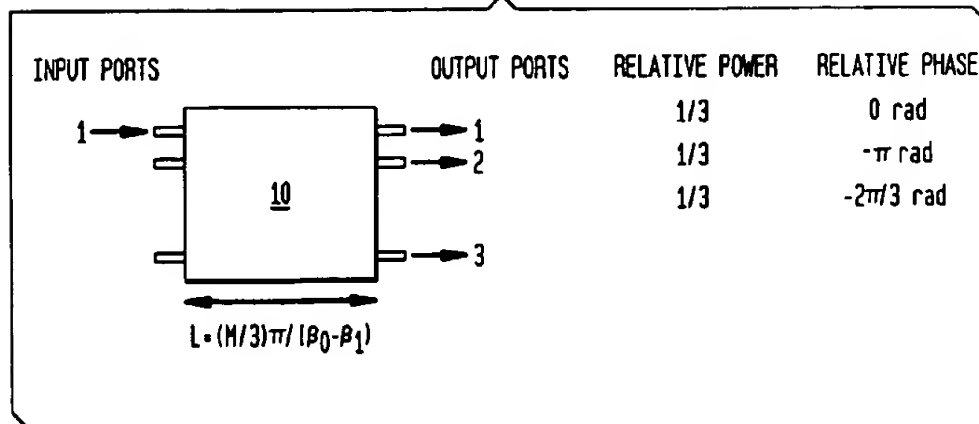 INPUT PORTS OUTPUT PORTS RELATIVE POWER RELATIVE PHASE
1 1 1/3 0 rad
2 1/3 -π rad
10 1/3 -2π/3 rad
3
L=(M/3)π/(β0-β1)